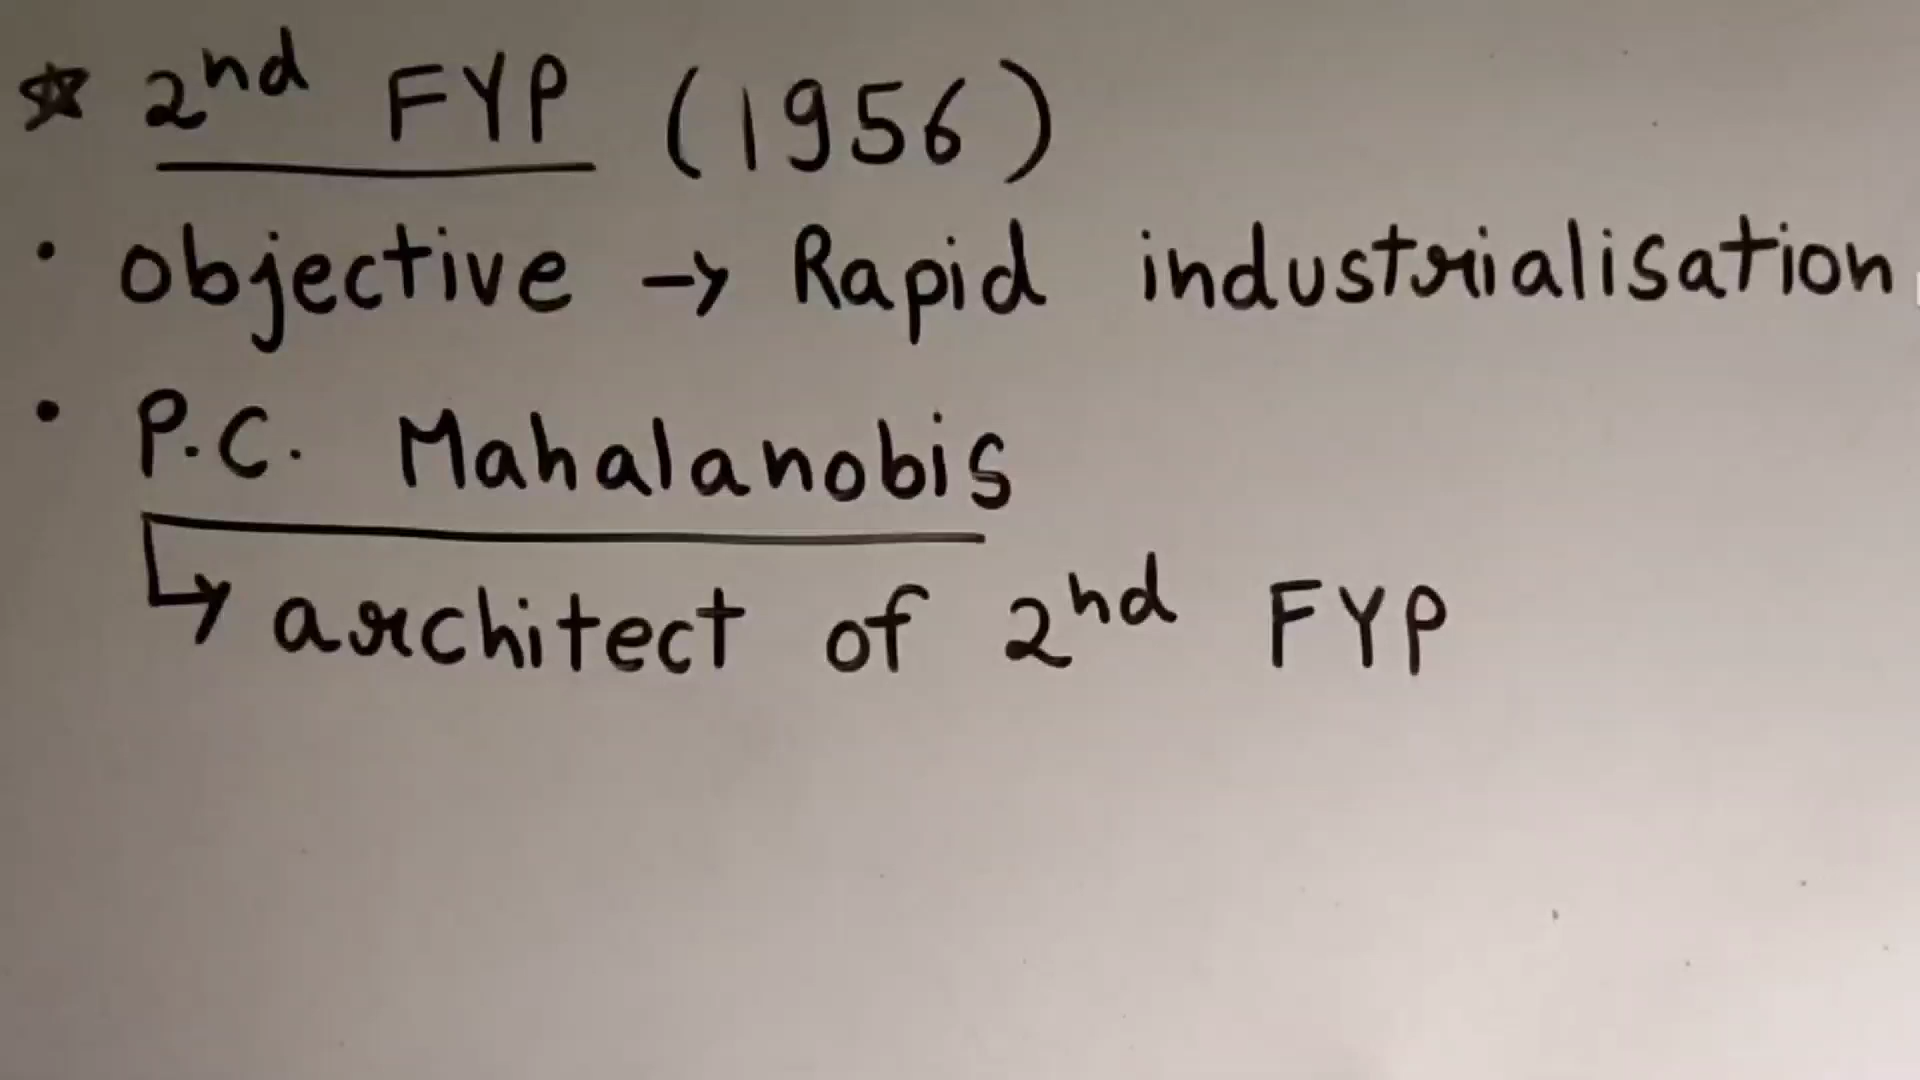 ☆ 2nd FYP (1956)
• Objective → Rapid industrialisation
• P.C. Mahalanobis
↳ architect of 2nd FYP